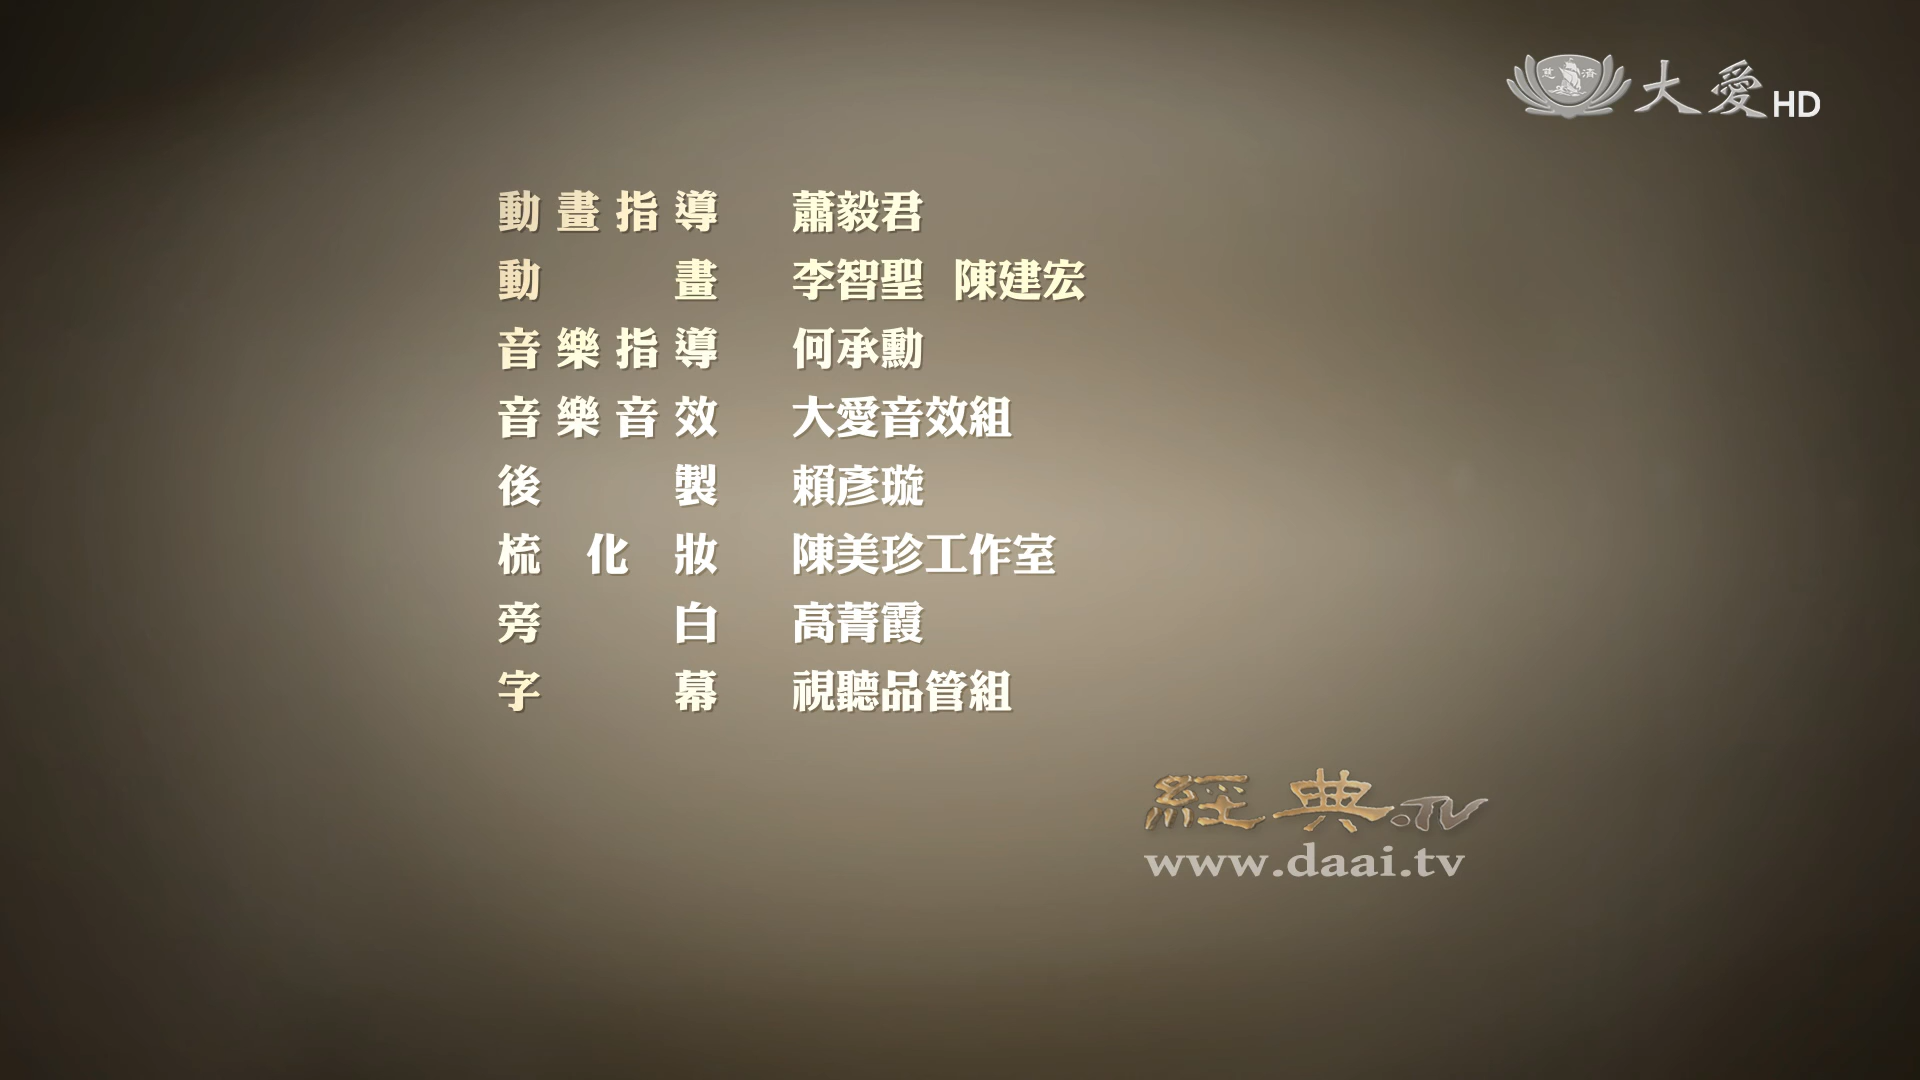 慈濟 大愛HD
動畫指導 蕭毅君
動畫 李智聖 陳建宏
音樂指導 何承勳
音樂音效 大愛音效組
後製 賴彥璇
梳化妝 陳美珍工作室
旁白 高菁霞
字幕 視聽品管組
經典.TV
www.daai.tv